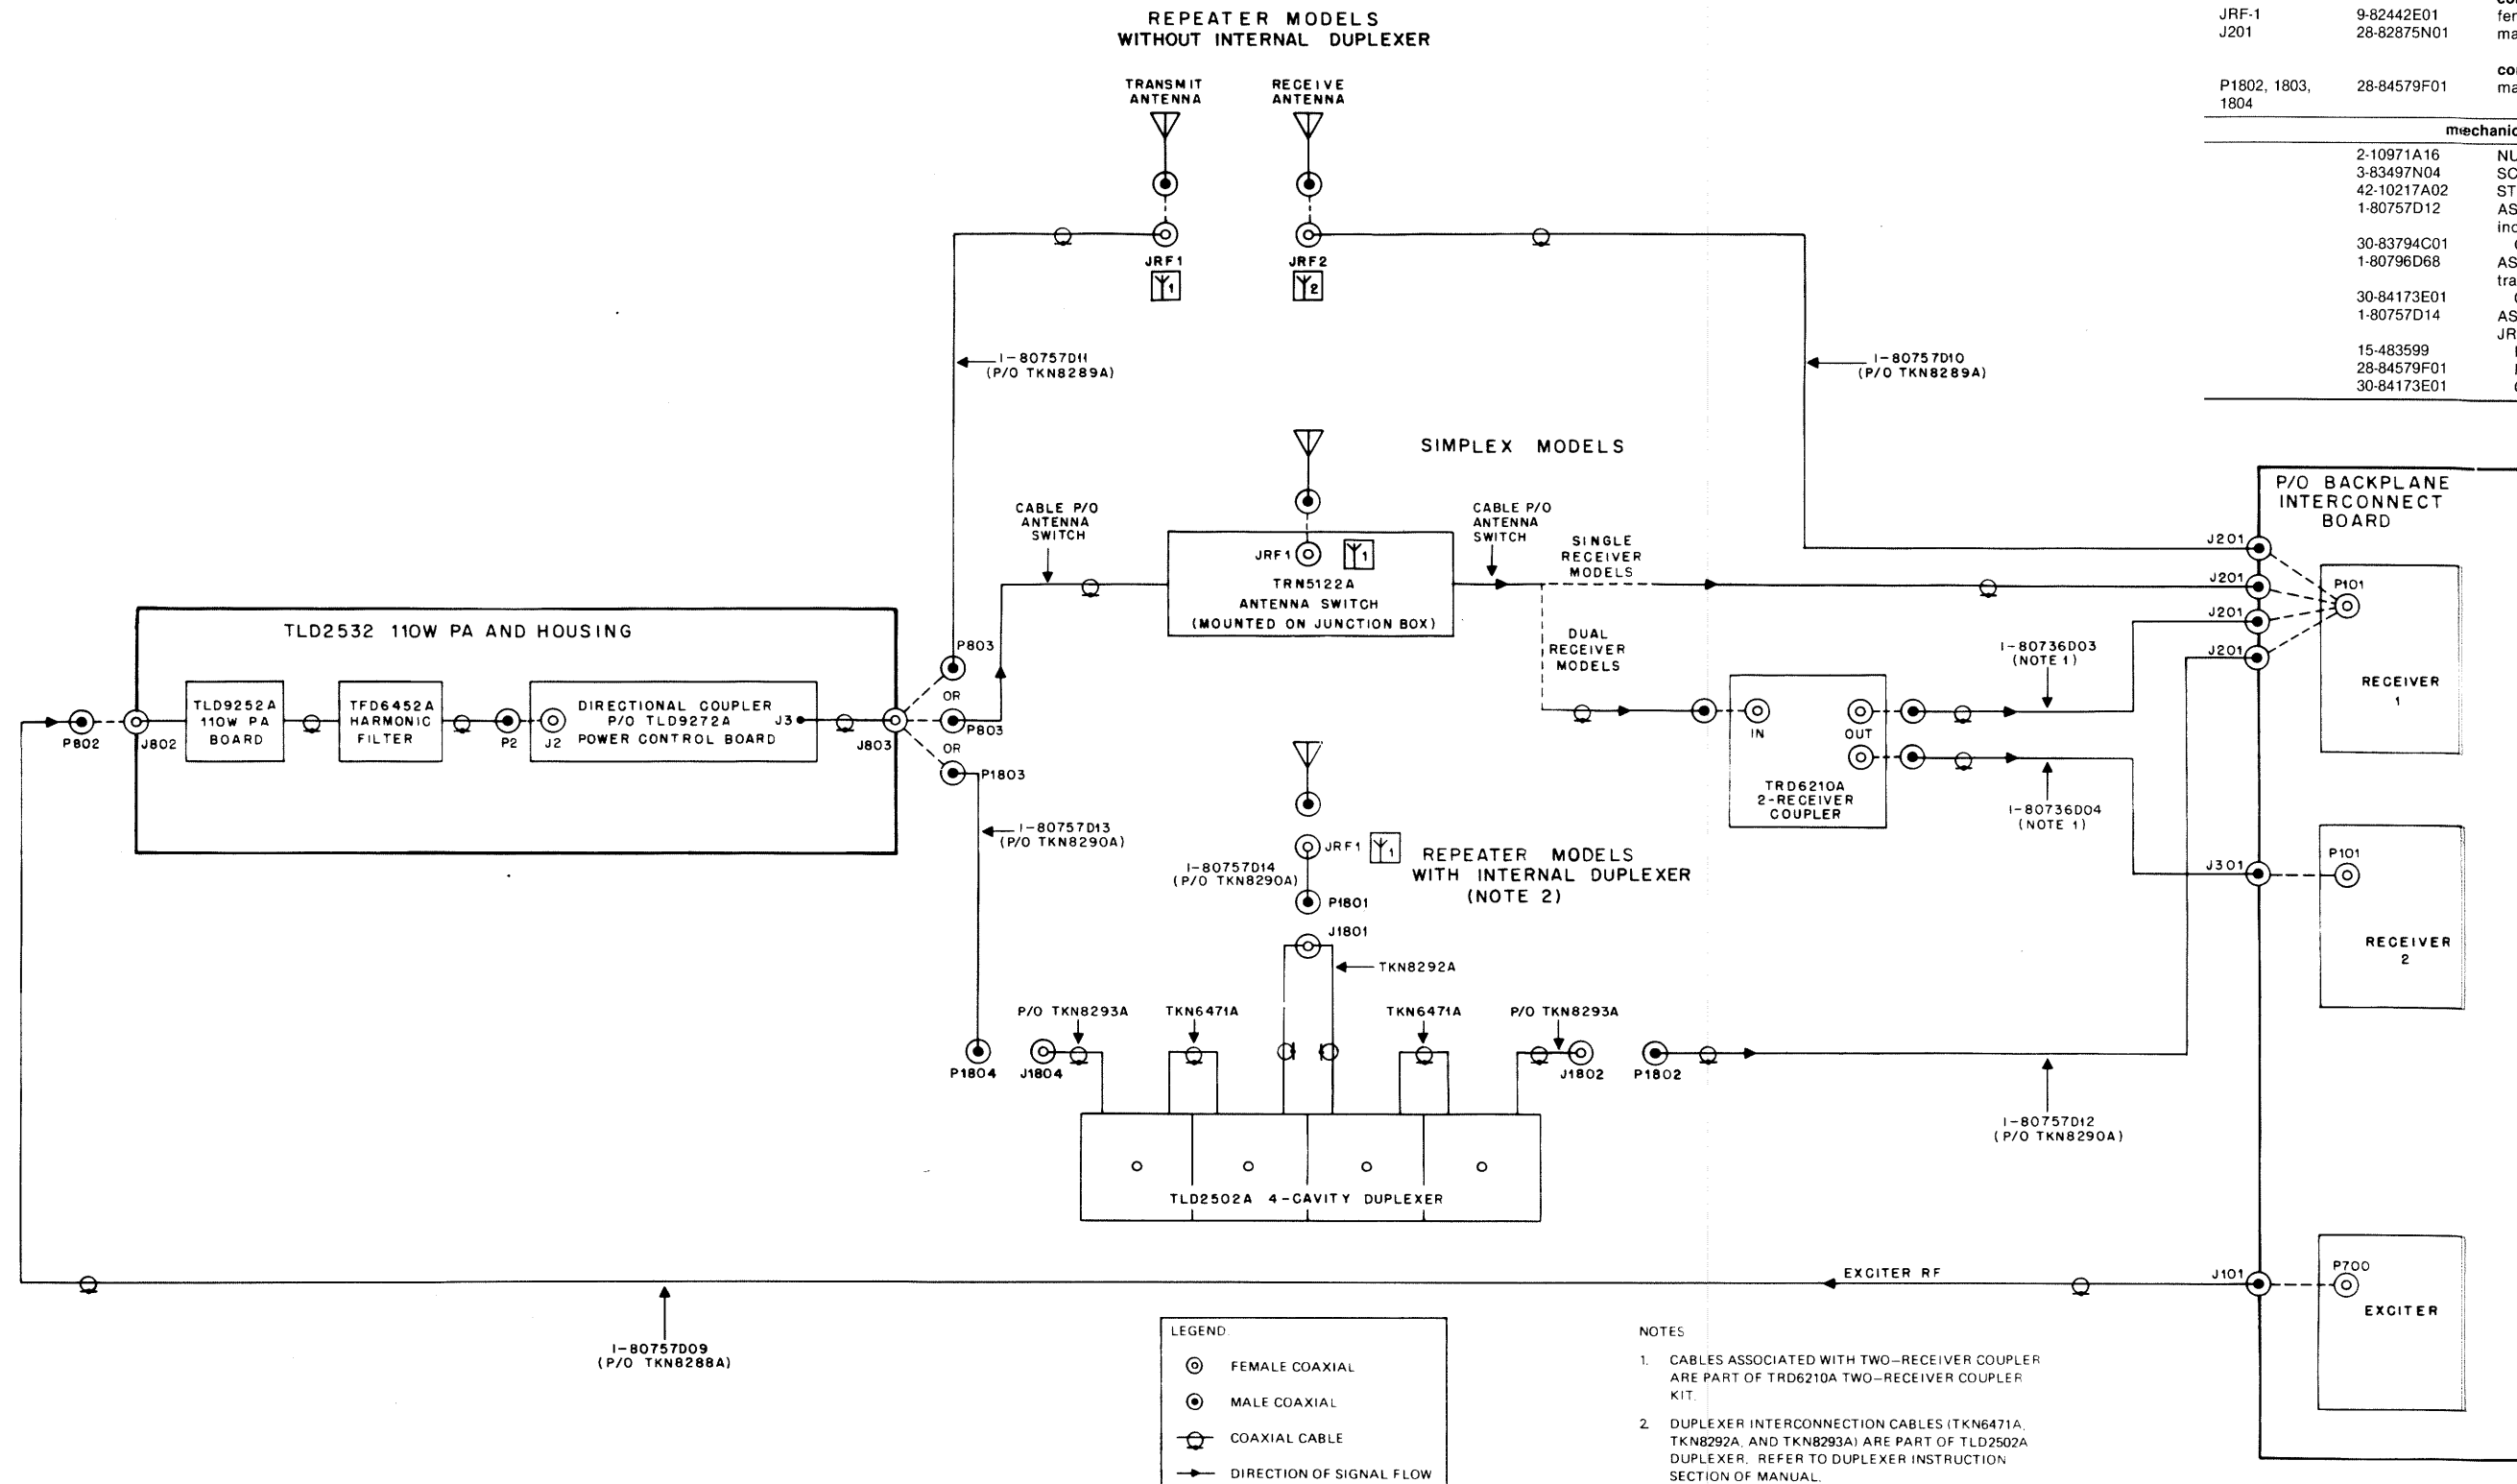 REPEATER MODELS
WITHOUT INTERNAL DUPLEXER
TRANSMIT
ANTENNA
RECEIVE
ANTENNA
JRF1
1
JRF2
2
1-80757D11
(P/O TKN8289A)
1-80757D10
(P/O TKN8289A)
JRF-1 9-82442E01
J201 28-82875N01
P1802, 1803, 28-84579F01
1804
2-10971A16
3-83497N04
42-10217A02
1-80757D12
30-83794C01
1-80796D68
30-84173E01
1-80757D14
15-483599
28-84579F01
30-84173E01
SIMPLEX MODELS
CABLE P/O
ANTENNA
SWITCH
JRF1
1
TRN5122A
ANTENNA SWITCH
(MOUNTED ON JUNCTION BOX)
CABLE P/O
ANTENNA
SWITCH
SINGLE
RECEIVER
MODELS
DUAL
RECEIVER
MODELS
P/O BACKPLANE
INTERCONNECT
BOARD
J201
J201
J201
J201
P101
RECEIVER
1
1-80736D03
(NOTE 1)
TLD2532 110W PA AND HOUSING
P802
J802
TLD9252A
110W PA
BOARD
TFD6452A
HARMONIC
FILTER
P2
J2
DIRECTIONAL COUPLER
P/O TLD9272A
POWER CONTROL BOARD
J3
J803
P803
OR
P803
OR
P1803
IN
OUT
TRD6210A
2-RECEIVER
COUPLER
1-80736D04
(NOTE 1)
1-80757D13
(P/O TKN8290A)
JRF1
1
1-80757D14
(P/O TKN8290A)
P1801
REPEATER MODELS
WITH INTERNAL DUPLEXER
(NOTE 2)
J301
P101
RECEIVER
2
J1801
TKN8292A
P/O TKN8293A
TKN6471A
TKN6471A
P/O TKN8293A
P1804
J1804
J1802
P1802
1-80757D12
(P/O TKN8290A)
TLD2502A 4-CAVITY DUPLEXER
EXCITER RF
J101
P700
EXCITER
1-80757D09
(P/O TKN8288A)
LEGEND:
FEMALE COAXIAL
MALE COAXIAL
COAXIAL CABLE
DIRECTION OF SIGNAL FLOW
NOTES
1. CABLES ASSOCIATED WITH TWO-RECEIVER COUPLER
ARE PART OF TRD6210A TWO-RECEIVER COUPLER
KIT.
2. DUPLEXER INTERCONNECTION CABLES (TKN6471A,
TKN8292A, AND TKN8293A) ARE PART OF TLD2502A
DUPLEXER. REFER TO DUPLEXER INSTRUCTION
SECTION OF MANUAL.